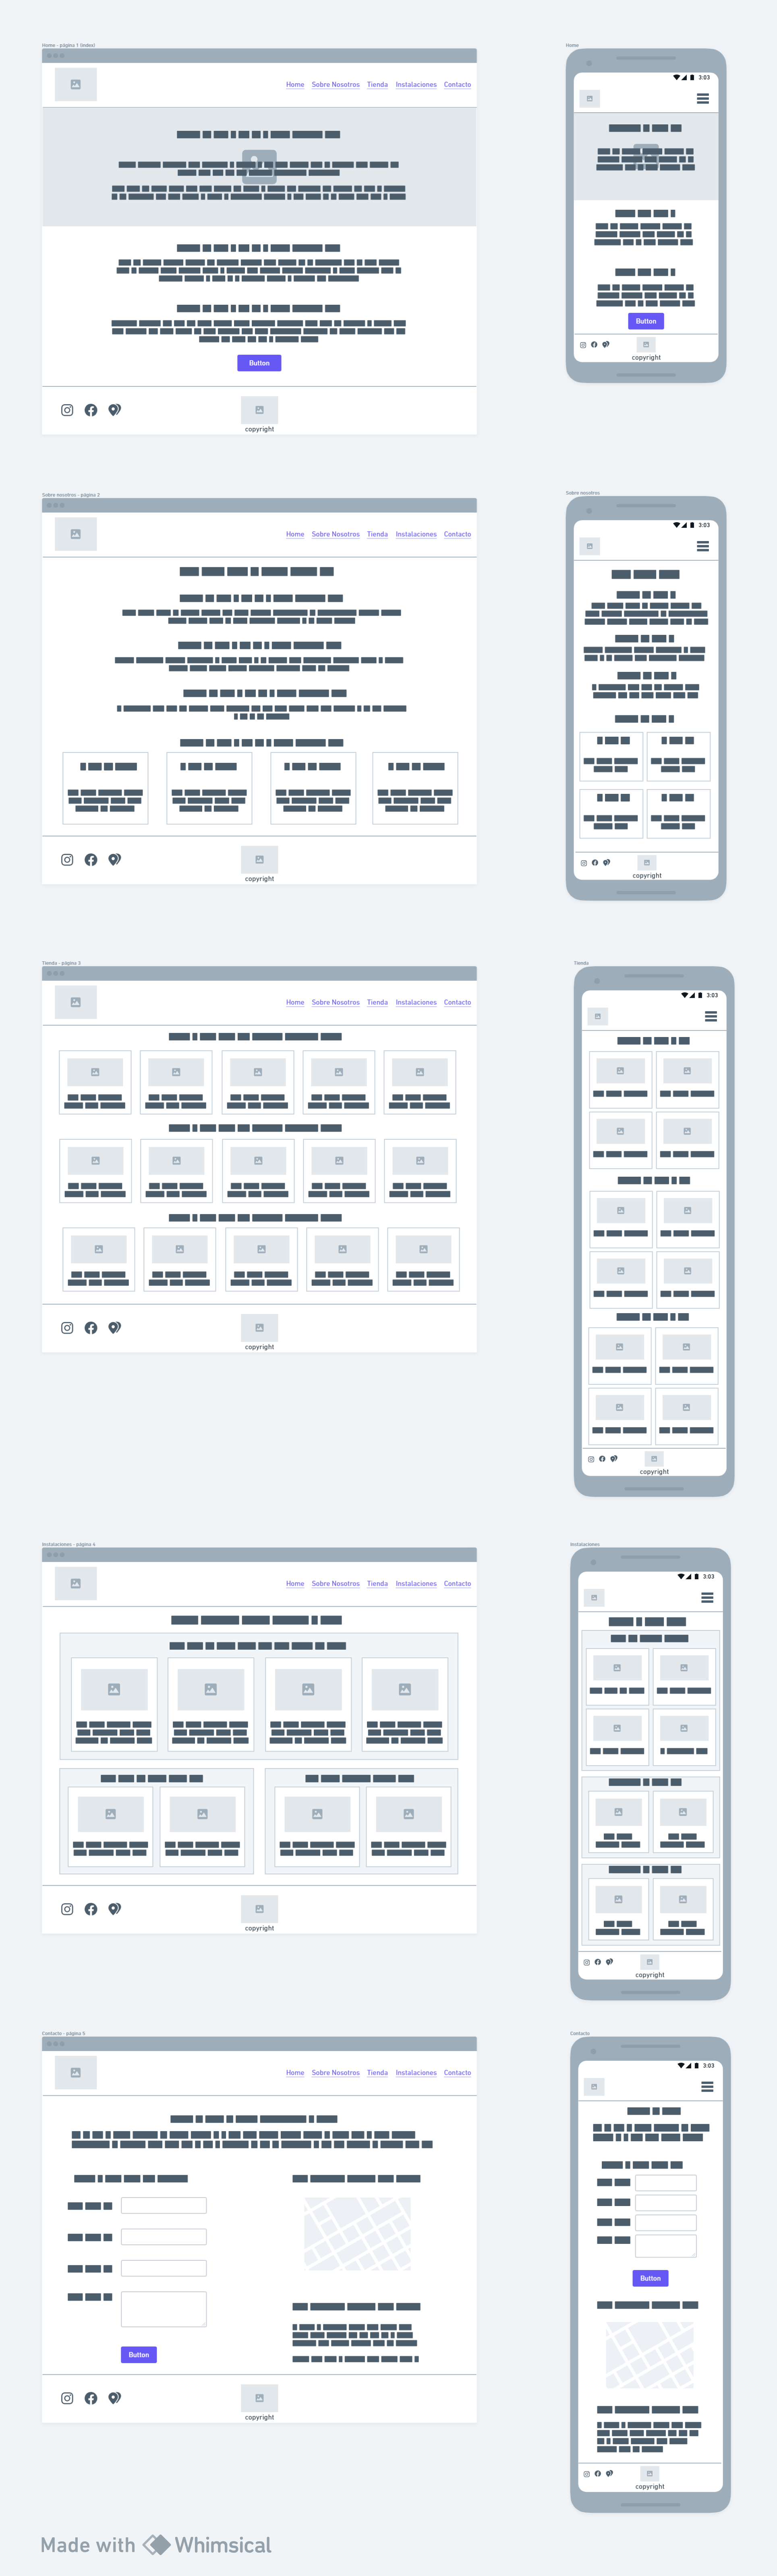 Home - página 1 (index)
Home
3:03
Home Sobre Nosotros Tienda Instalaciones Contacto
Button
Button
copyright
copyright
Sobre nosotros - página 2
Sobre nosotros
3:03
Home Sobre Nosotros Tienda Instalaciones Contacto
copyright
copyright
Tienda - página 3
Tienda
3:03
Home Sobre Nosotros Tienda Instalaciones Contacto
copyright
copyright
Instalaciones - página 4
Instalaciones
3:03
Home Sobre Nosotros Tienda Instalaciones Contacto
copyright
copyright
Contacto - página 5
Contacto
3:03
Home Sobre Nosotros Tienda Instalaciones Contacto
Button
Button
copyright
copyright
Made with Whimsical